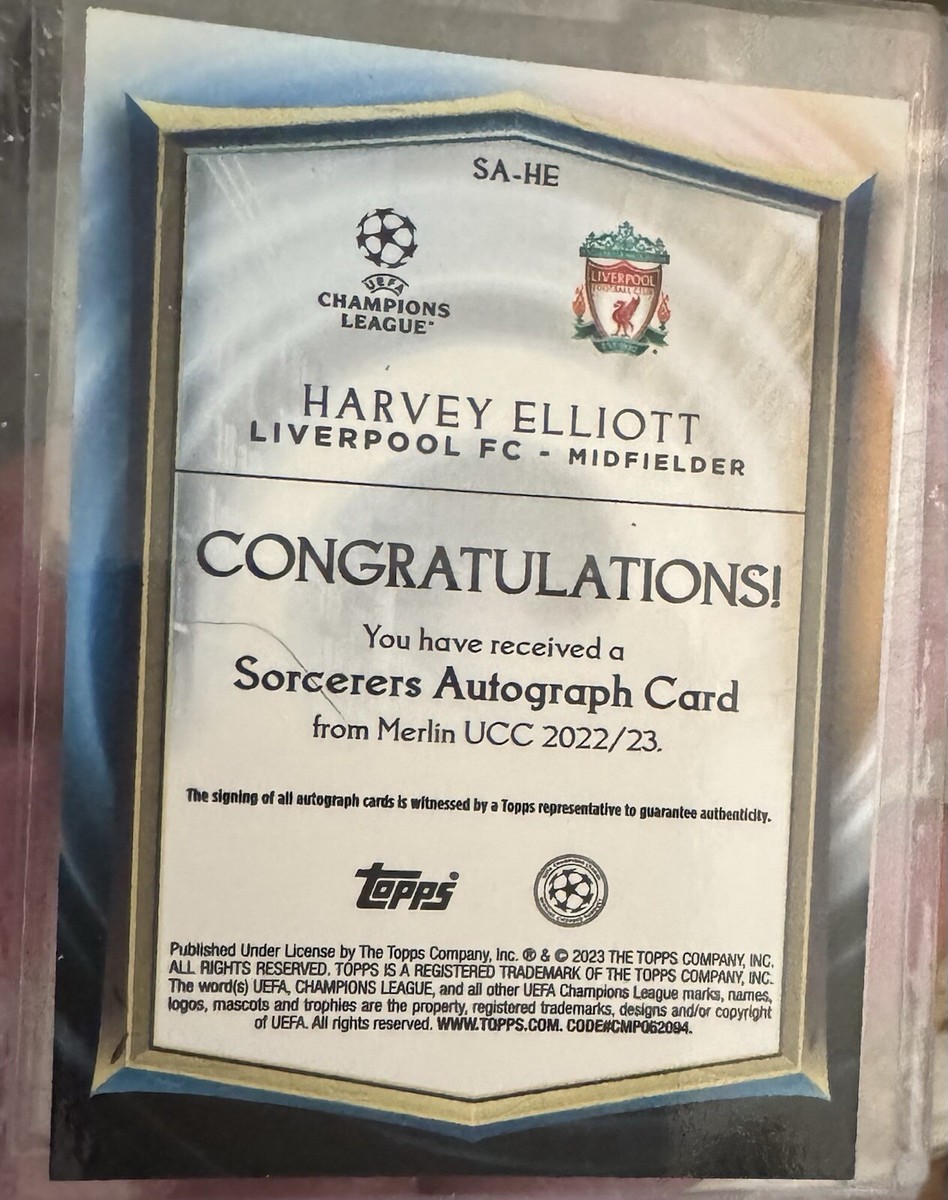 SA-HE
UEFA
CHAMPIONS
LEAGUE
LIVERPOOL
FOOTBALL CLUB
HARVEY ELLIOTT
LIVERPOOL FC - MIDFIELDER
CONGRATULATIONS!
You have received a
Sorcerers Autograph Card
from Merlin UCC 2022/23.
The signing of all autograph cards is witnessed by a Topps representative to guarantee authenticity.
Topps
Published Under License by The Topps Company, Inc. ® & © 2023 THE TOPPS COMPANY, INC.
ALL RIGHTS RESERVED. TOPPS IS A REGISTERED TRADEMARK OF THE TOPPS COMPANY, INC.
The word(s) UEFA, CHAMPIONS LEAGUE, and all other UEFA Champions League marks, names,
logos, mascots and trophies are the property, registered trademarks, designs and/or copyright
of UEFA. All rights reserved. WWW.TOPPS.COM. CODE#CMP062094.